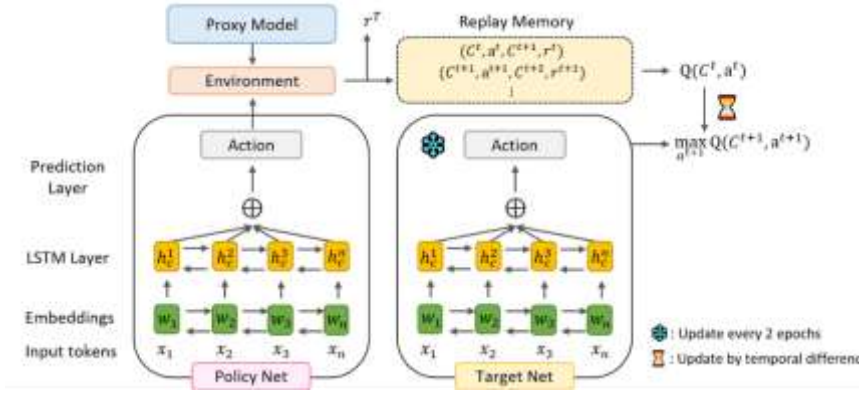 Proxy Model
r^T
Replay Memory
(C^t, a^t, C^{t+1}, r^t)
(C^{t+1}, a^{t+1}, C^{t+2}, r^{t+1})
⋮
Environment
Q(C^t, a^t)
Action
Action
max_{a^{t+1}} Q(C^{t+1}, a^{t+1})
Prediction
Layer
LSTM Layer
h_c^1 h_c^2 h_c^3 h_c^n
h_c^1 h_c^2 h_c^3 h_c^n
Embeddings
w_1 w_2 w_3 w_n
w_1 w_2 w_3 w_n
Input tokens
x_1 x_2 x_3 x_n
x_1 x_2 x_3 x_n
: Update every 2 epochs
: Update by temporal difference
Policy Net
Target Net